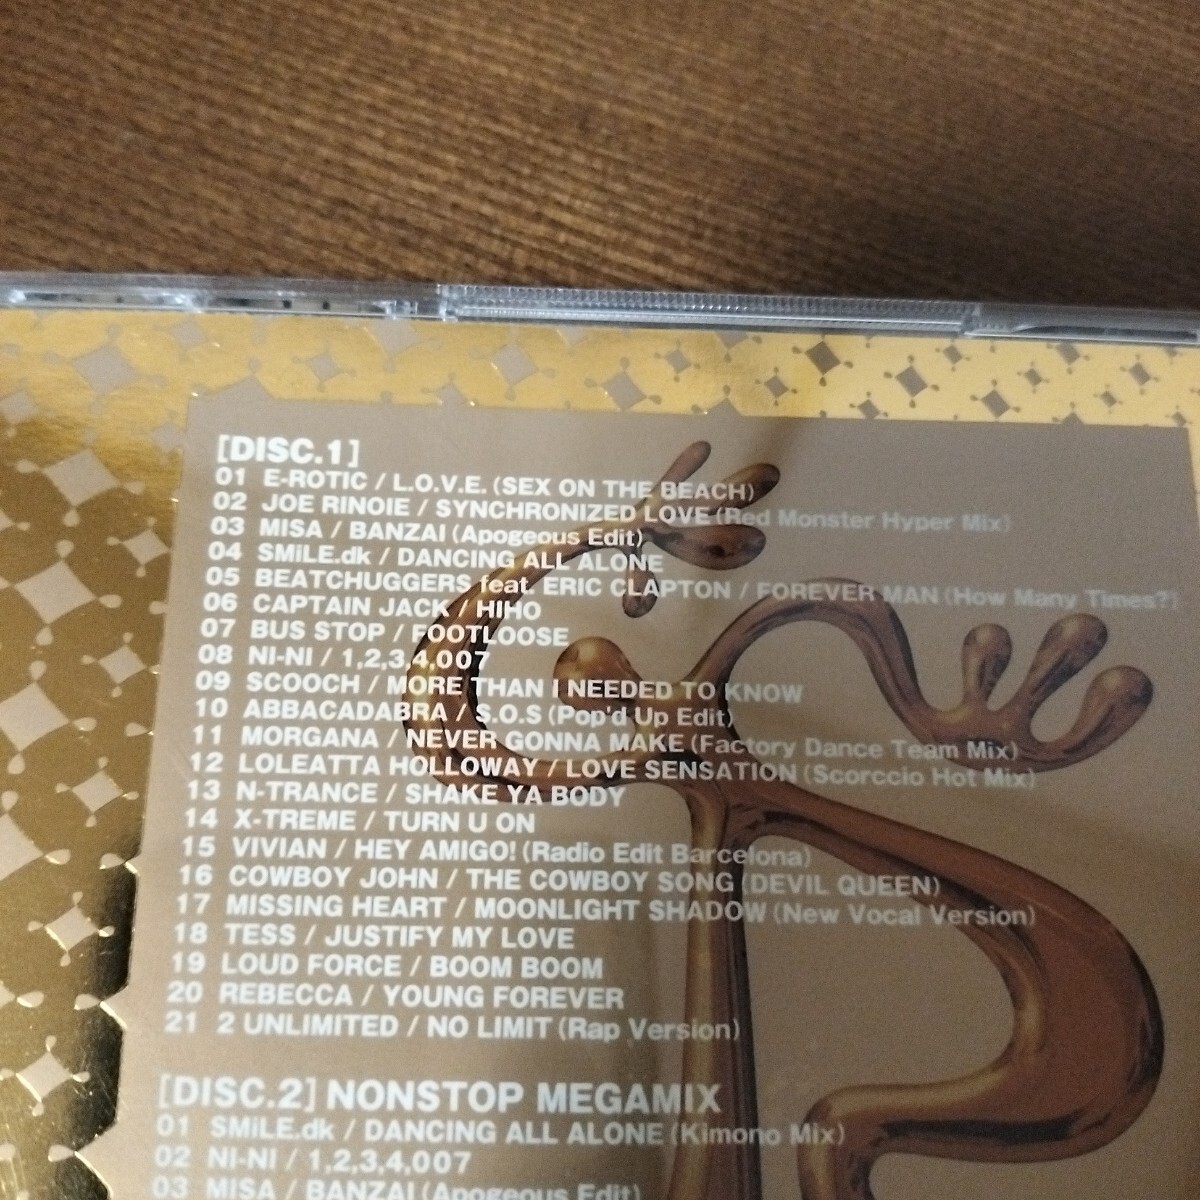 [DISC.1]
01 E-ROTIC / L.O.V.E. (SEX ON THE BEACH)
02 JOE RINOIE / SYNCHRONIZED LOVE (Red Monster Hyper Mix)
03 MISA / BANZAI (Apogeous Edit)
04 SMiLE.dk / DANCING ALL ALONE
05 BEATCHUGGERS feat. ERIC CLAPTON / FOREVER MAN (How Many Times?)
06 CAPTAIN JACK / HIHO
07 BUS STOP / FOOTLOOSE
08 NI-NI / 1,2,3,4,007
09 SCOOCH / MORE THAN I NEEDED TO KNOW
10 ABBACADABRA / S.O.S (Pop'd Up Edit)
11 MORGANA / NEVER GONNA MAKE (Factory Dance Team Mix)
12 LOLEATTA HOLLOWAY / LOVE SENSATION (Scorccio Hot Mix)
13 N-TRANCE / SHAKE YA BODY
14 X-TREME / TURN U ON
15 VIVIAN / HEY AMIGO! (Radio Edit Barcelona)
16 COWBOY JOHN / THE COWBOY SONG (DEVIL QUEEN)
17 MISSING HEART / MOONLIGHT SHADOW (New Vocal Version)
18 TESS / JUSTIFY MY LOVE
19 LOUD FORCE / BOOM BOOM
20 REBECCA / YOUNG FOREVER
21 2 UNLIMITED / NO LIMIT (Rap Version)
[DISC.2] NONSTOP MEGAMIX
01 SMiLE.dk / DANCING ALL ALONE (Kimono Mix)
02 NI-NI / 1,2,3,4,007
03 MISA / BANZAI (Apogeous Edit)